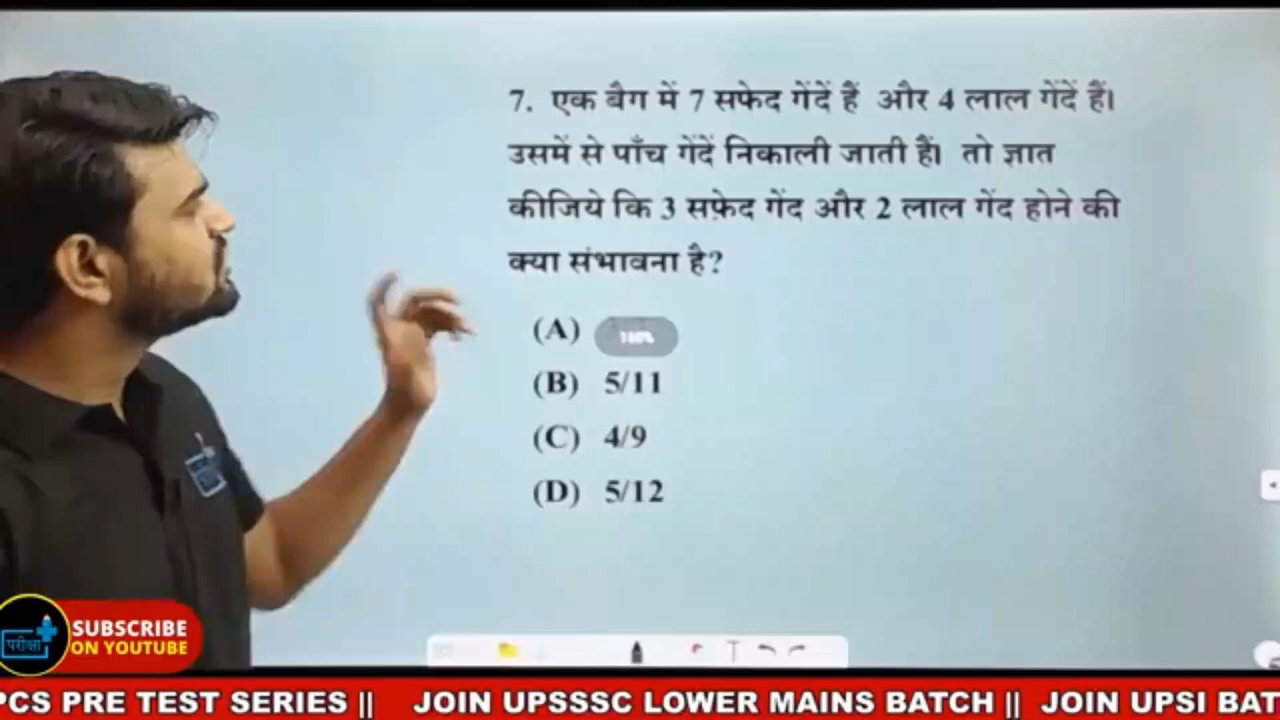 7. एक बैग में 7 सफेद गेंदें हैं और 4 लाल गेंदें हैं।
उसमें से पाँच गेंदें निकाली जाती हैं। तो ज्ञात
कीजिये कि 3 सफ़ेद गेंद और 2 लाल गेंद होने की
क्या संभावना है?
(A)
(B) 5/11
(C) 4/9
(D) 5/12
परीक्षा
SUBSCRIBE
ON YOUTUBE
PCS PRE TEST SERIES || JOIN UPSSSC LOWER MAINS BATCH || JOIN UPSI BAT